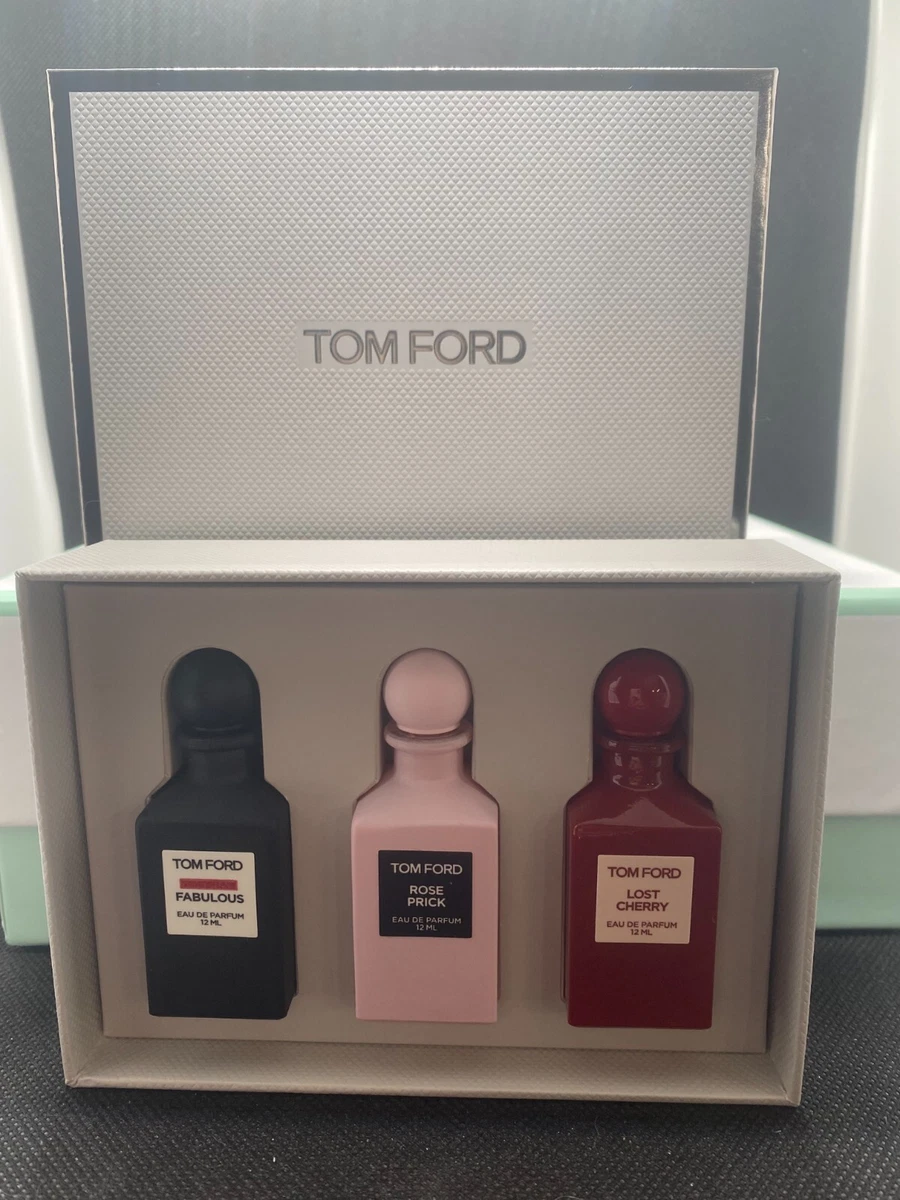 TOM FORD
TOM FORD
FABULOUS
EAU DE PARFUM
12 ML
TOM FORD
ROSE
PRICK
EAU DE PARFUM
12 ML
TOM FORD
LOST
CHERRY
EAU DE PARFUM
12 ML